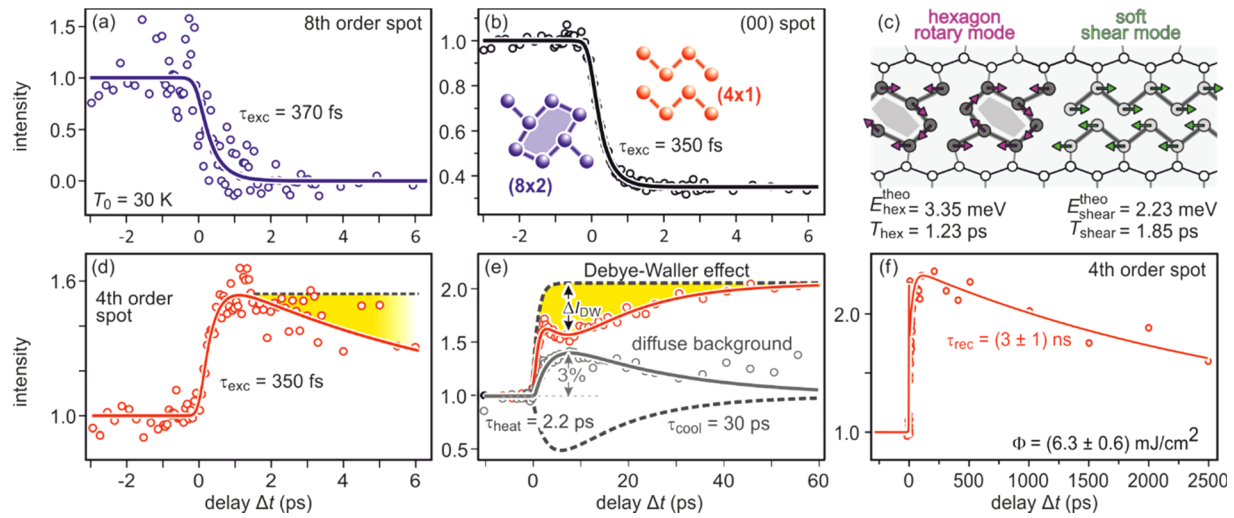 (a)
8th order spot
intensity
1.5
1.0
0.5
0.0
τexc = 370 fs
T0 = 30 K
-2 0 2 4 6
(b)
(00) spot
1.0
0.8
0.6
0.4
(8x2)
(4x1)
τexc = 350 fs
-2 0 2 4 6
(c)
hexagon
rotary mode
soft
shear mode
E theo hex = 3.35 meV
Thex = 1.23 ps
E theo shear = 2.23 meV
Tshear = 1.85 ps
(d)
4th order
spot
intensity
1.6
1.0
τexc = 350 fs
-2 0 2 4 6
delay Δt (ps)
(e)
Debye-Waller effect
2.0
1.5
1.0
0.5
ΔIDW
diffuse background
3%
τheat = 2.2 ps
τcool = 30 ps
-10 0 20 40 60
delay Δt (ps)
(f)
4th order spot
2.0
1.0
τrec = (3 ± 1) ns
Φ = (6.3 ± 0.6) mJ/cm²
0 500 1000 1500 2000 2500
delay Δt (ps)